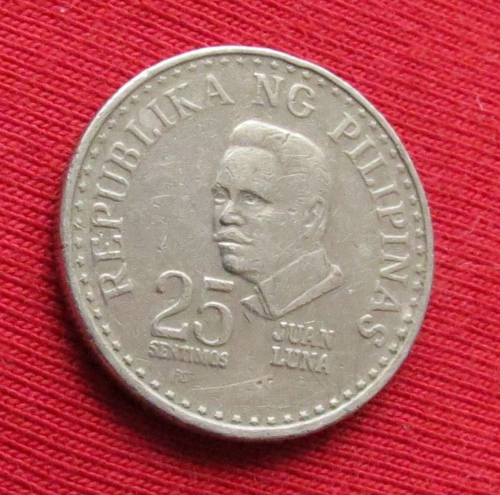 REPUBLIKA NG PILIPINAS
25
SENTIMOS
JUAN
LUNA